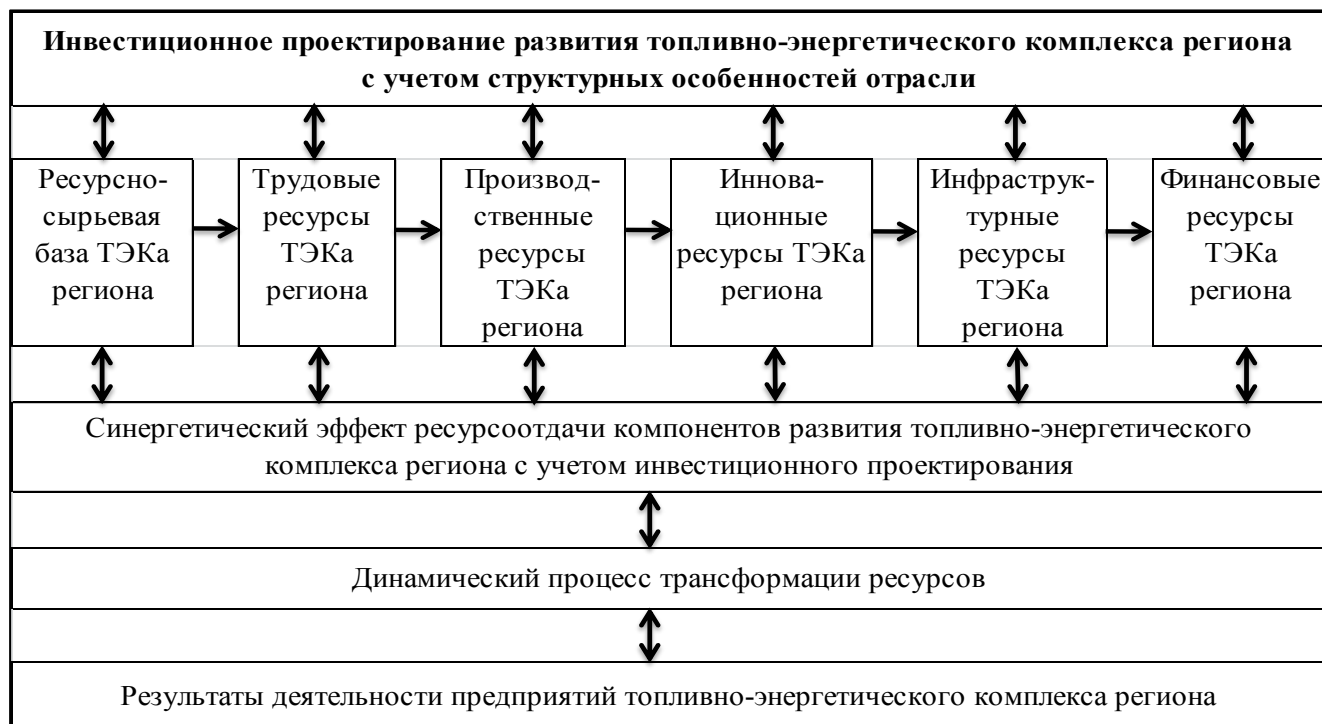 Инвестиционное проектирование развития топливно-энергетического комплекса региона
с учетом структурных особенностей отрасли
Ресурсно-
сырьевая
база ТЭКа
региона
Трудовые
ресурсы
ТЭКа
региона
Производ-
ственные
ресурсы
ТЭКа
региона
Иннова-
ционные
ресурсы ТЭКа
региона
Инфраструк-
турные
ресурсы
ТЭКа
региона
Финансовые
ресурсы
ТЭКа
региона
Синергетический эффект ресурсоотдачи компонентов развития топливно-энергетического
комплекса региона с учетом инвестиционного проектирования
Динамический процесс трансформации ресурсов
Результаты деятельности предприятий топливно-энергетического комплекса региона